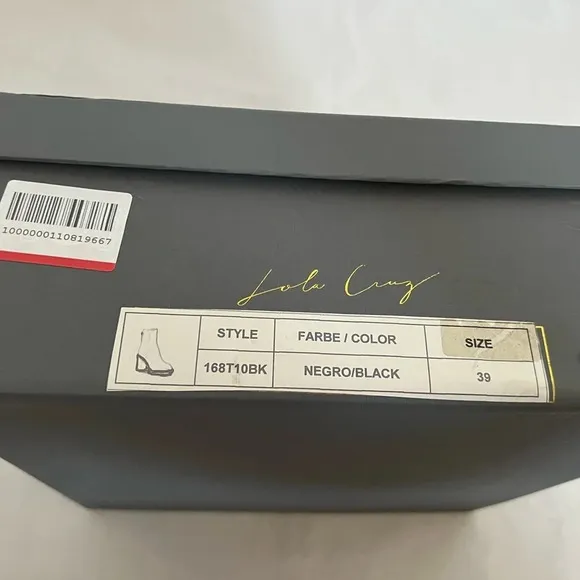 1000000110819667
Lola Cruz
STYLE FARBE / COLOR SIZE
168T10BK NEGRO/BLACK 39